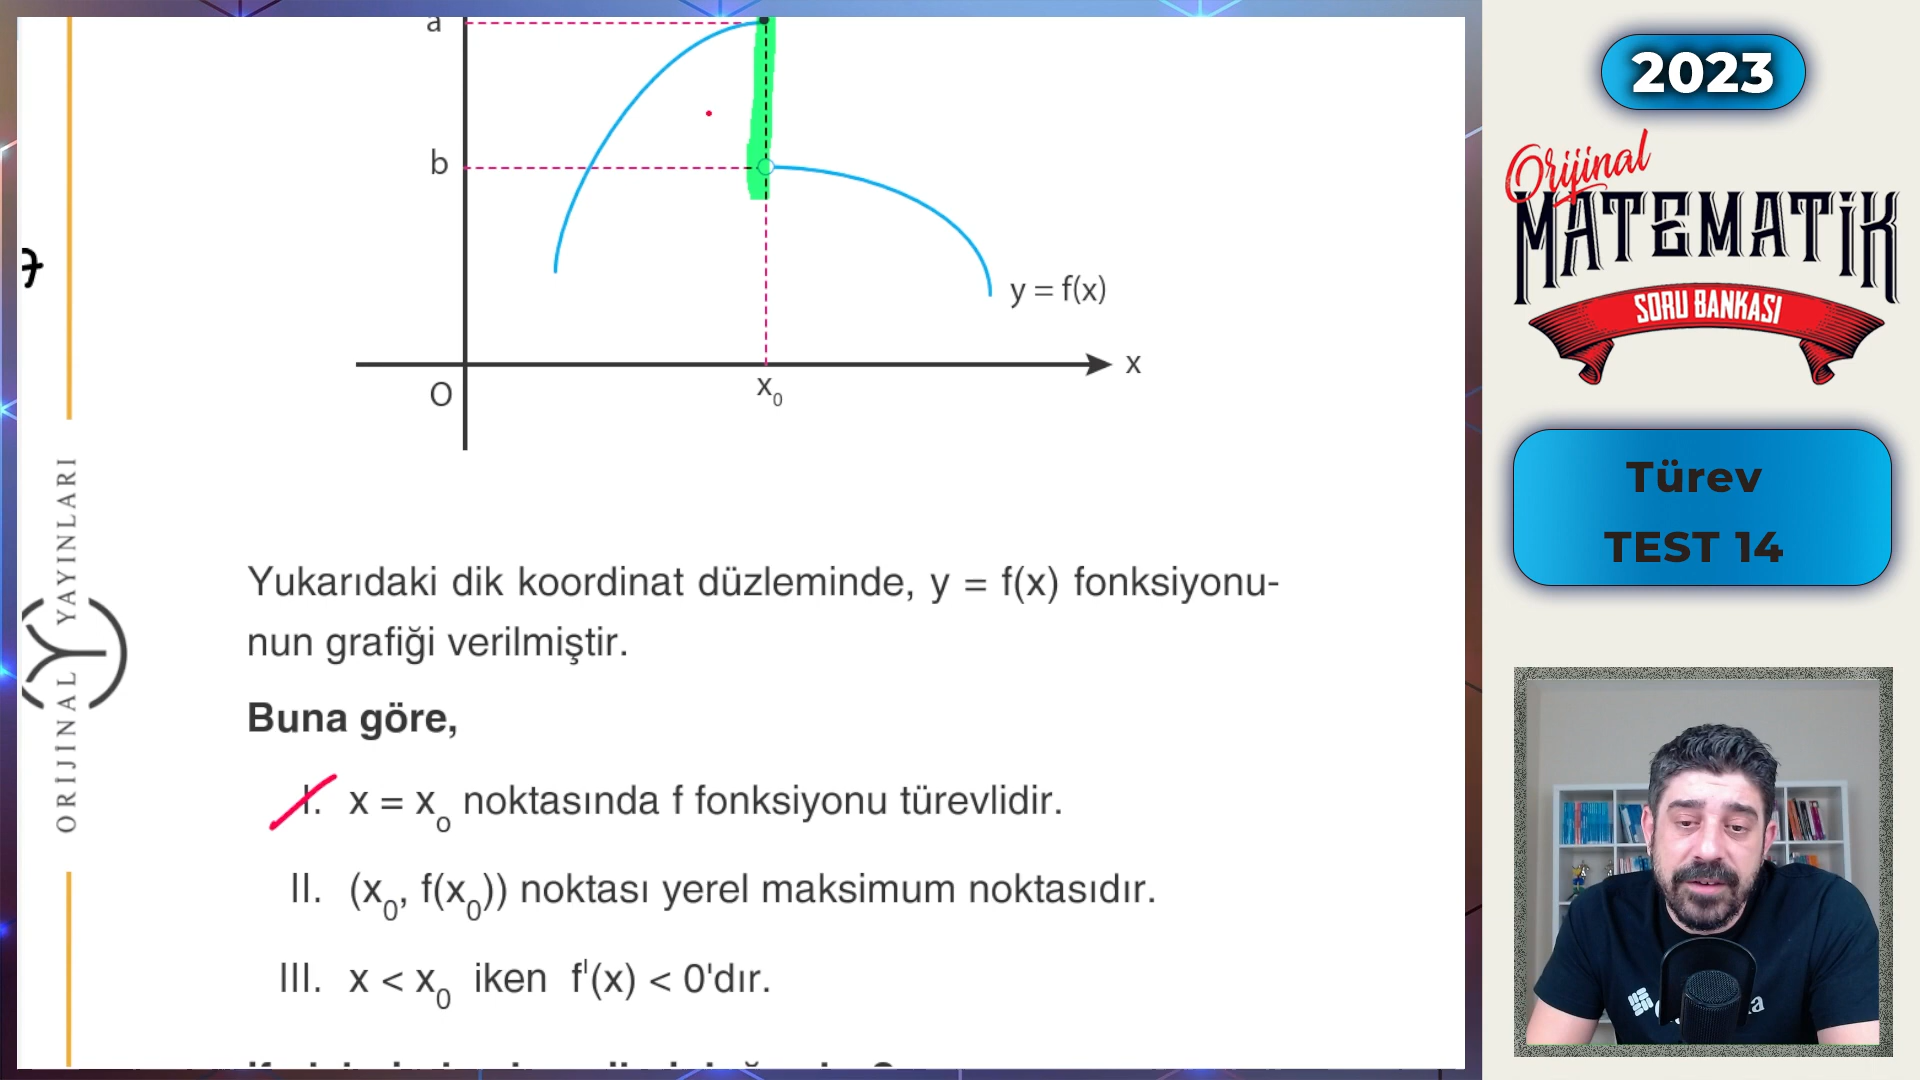 a
b
y = f(x)
x
O
x₀
Yukarıdaki dik koordinat düzleminde, y = f(x) fonksiyonu-
nun grafiği verilmiştir.
Buna göre,
I. x = x₀ noktasında f fonksiyonu türevlidir.
II. (x₀, f(x₀)) noktası yerel maksimum noktasıdır.
III. x < x₀ iken f'(x) < 0'dır.
ORİJİNAL YAYINLARI
2023
Orijinal
MATEMATİK
SORU BANKASI
Türev
TEST 14